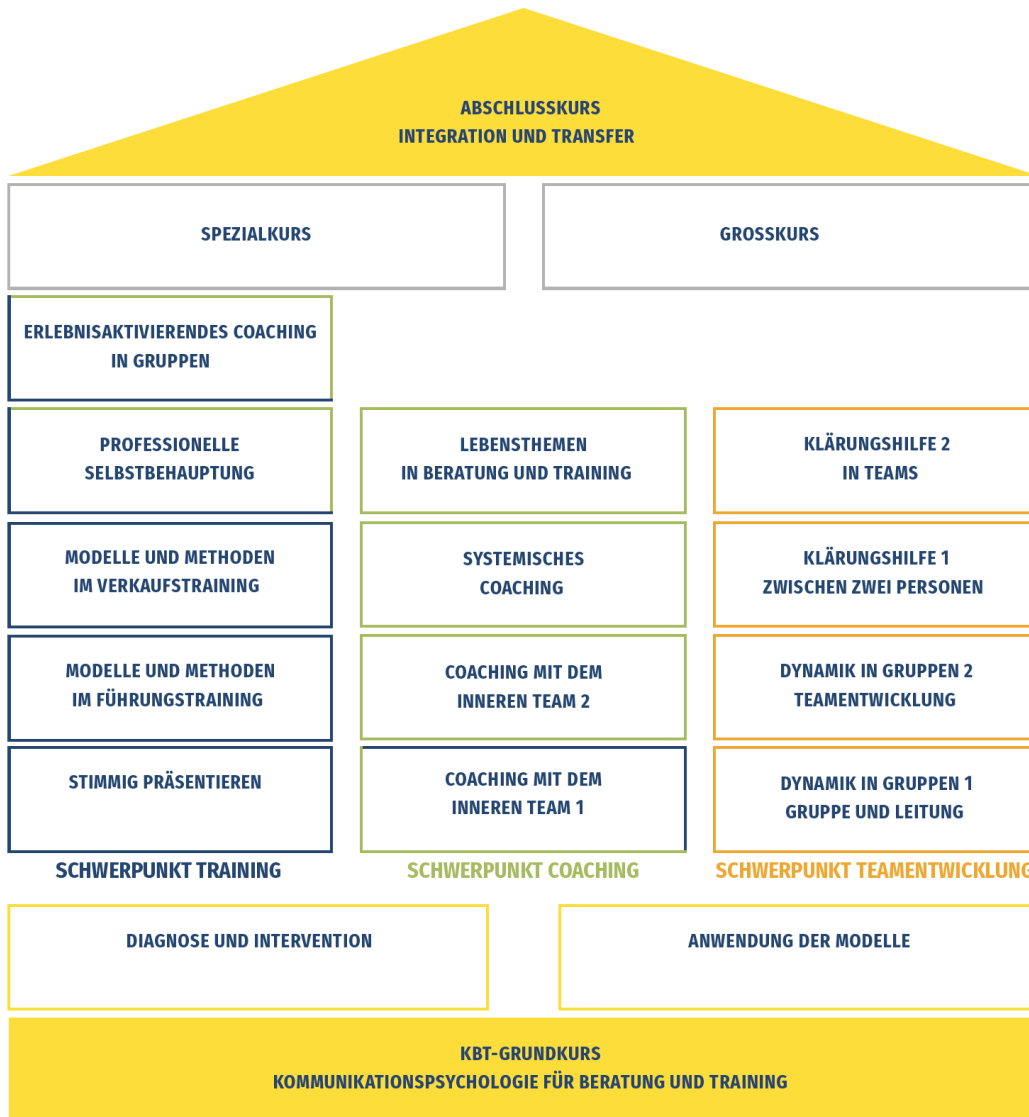 ABSCHLUSSKURS
INTEGRATION UND TRANSFER
SPEZIALKURS
GROSSKURS
ERLEBNISAKTIVIERENDES COACHING
IN GRUPPEN
PROFESSIONELLE
SELBSTBEHAUPTUNG
LEBENSTHEMEN
IN BERATUNG UND TRAINING
KLÄRUNGSHILFE 2
IN TEAMS
MODELLE UND METHODEN
IM VERKAUFSTRAINING
SYSTEMISCHES
COACHING
KLÄRUNGSHILFE 1
ZWISCHEN ZWEI PERSONEN
MODELLE UND METHODEN
IM FÜHRUNGSTRAINING
COACHING MIT DEM
INNEREN TEAM 2
DYNAMIK IN GRUPPEN 2
TEAMENTWICKLUNG
STIMMIG PRÄSENTIEREN
COACHING MIT DEM
INNEREN TEAM 1
DYNAMIK IN GRUPPEN 1
GRUPPE UND LEITUNG
SCHWERPUNKT TRAINING
SCHWERPUNKT COACHING
SCHWERPUNKT TEAMENTWICKLUNG
DIAGNOSE UND INTERVENTION
ANWENDUNG DER MODELLE
KBT-GRUNDKURS
KOMMUNIKATIONSPSYCHOLOGIE FÜR BERATUNG UND TRAINING